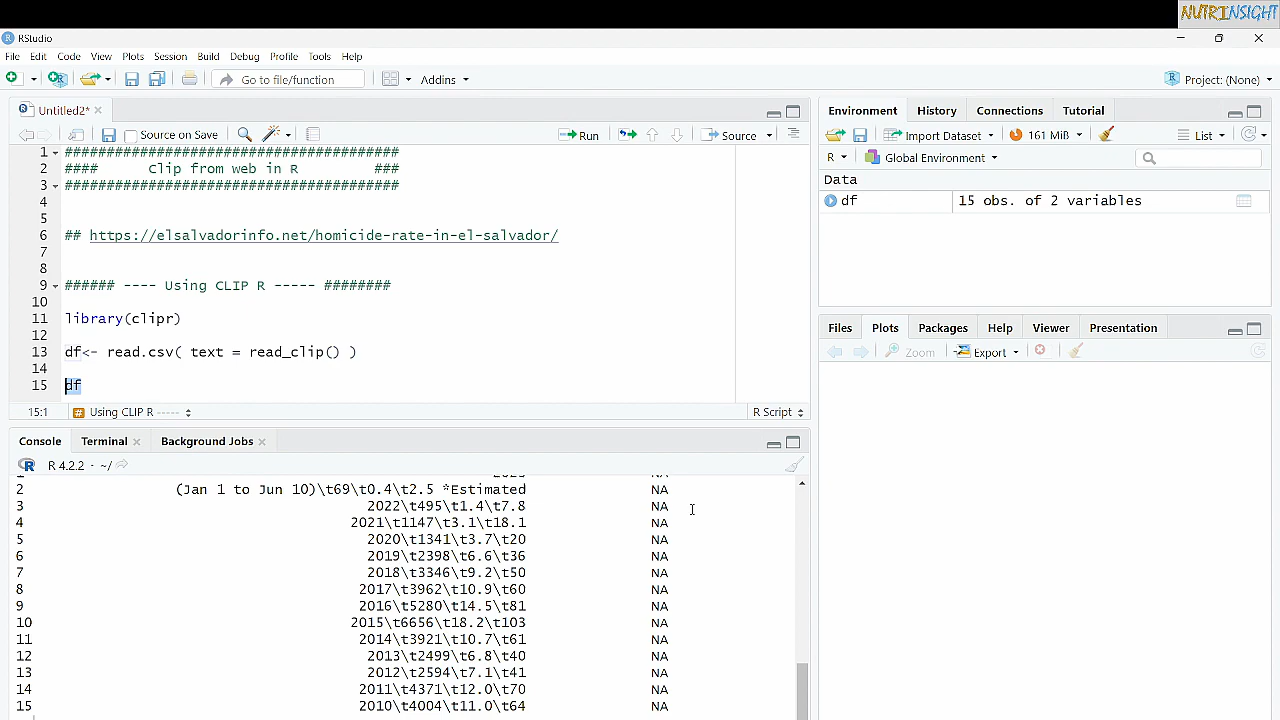 NUTRINSIGHT
RStudio
File Edit Code View Plots Session Build Debug Profile Tools Help
Go to file/function Addins Project: (None)
Untitled2*
Source on Save Run Source
1 ########################################
2 #### Clip from web in R ###
3 ########################################
4
5
6 ## https://elsalvadorinfo.net/homicide-rate-in-el-salvador/
7
8
9 ###### ---- Using CLIP R ----- ########
10
11 library(clipr)
12
13 df<- read.csv( text = read_clip() )
14
15 df
15:1 # Using CLIP R ----- R Script
Console Terminal Background Jobs
R 4.2.2 · ~/
2 (Jan 1 to Jun 10)\t69\t0.4\t2.5 *Estimated NA
3 2022\t495\t1.4\t7.8 NA
4 2021\t1147\t3.1\t18.1 NA
5 2020\t1341\t3.7\t20 NA
6 2019\t2398\t6.6\t36 NA
7 2018\t3346\t9.2\t50 NA
8 2017\t3962\t10.9\t60 NA
9 2016\t5280\t14.5\t81 NA
10 2015\t6656\t18.2\t103 NA
11 2014\t3921\t10.7\t61 NA
12 2013\t2499\t6.8\t40 NA
13 2012\t2594\t7.1\t41 NA
14 2011\t4371\t12.0\t70 NA
15 2010\t4004\t11.0\t64 NA
Environment History Connections Tutorial
Import Dataset 161 MiB List
R Global Environment
Data
df 15 obs. of 2 variables
Files Plots Packages Help Viewer Presentation
Zoom Export